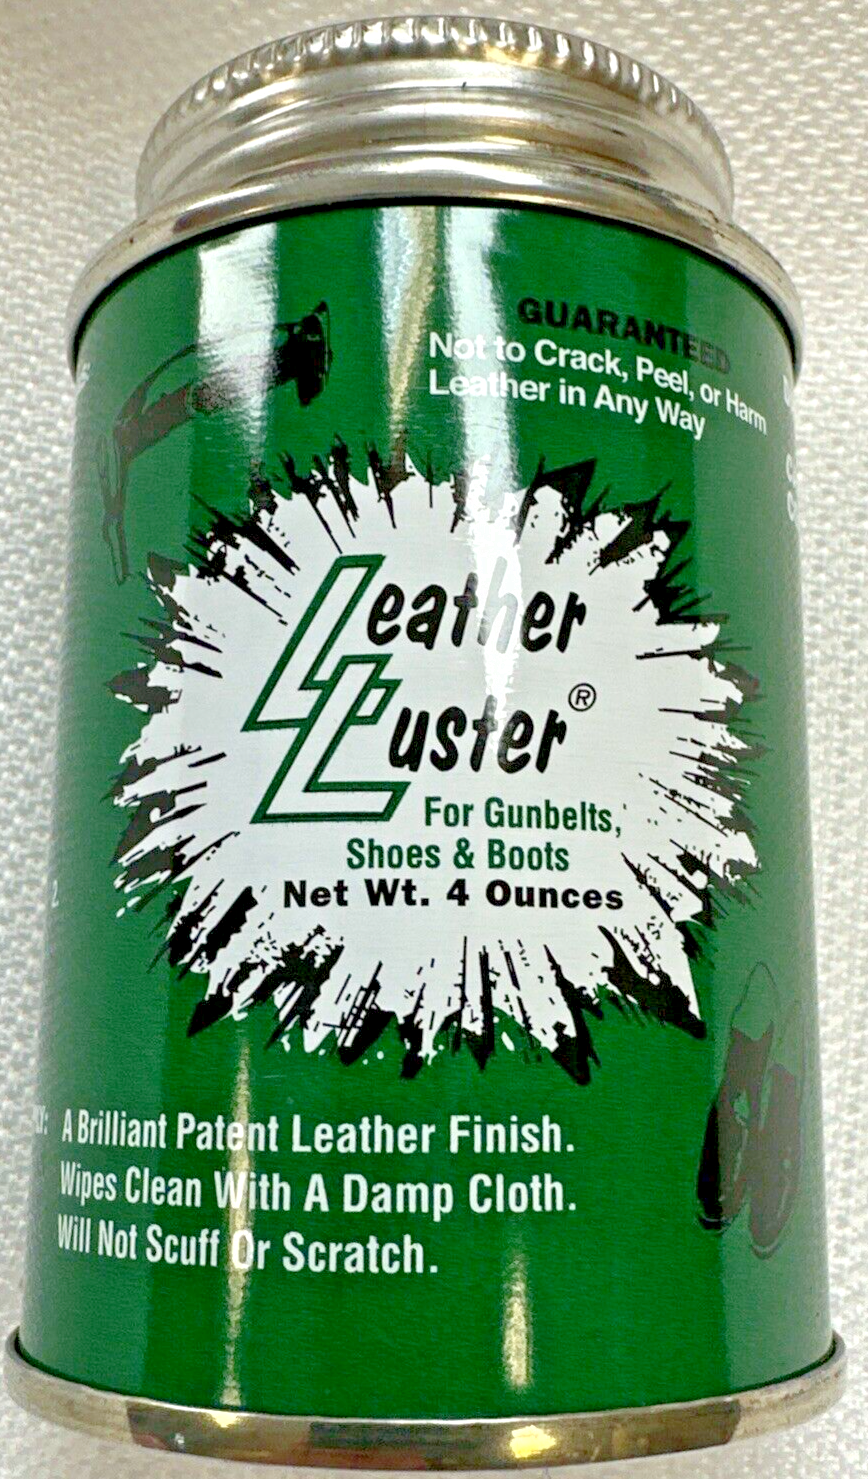 GUARANTEED
Not to Crack, Peel, or Harm
Leather in Any Way
Leather
Luster®
For Gunbelts,
Shoes & Boots
Net Wt. 4 Ounces
2.
A Brilliant Patent Leather Finish.
Wipes Clean With A Damp Cloth.
Will Not Scuff Or Scratch.